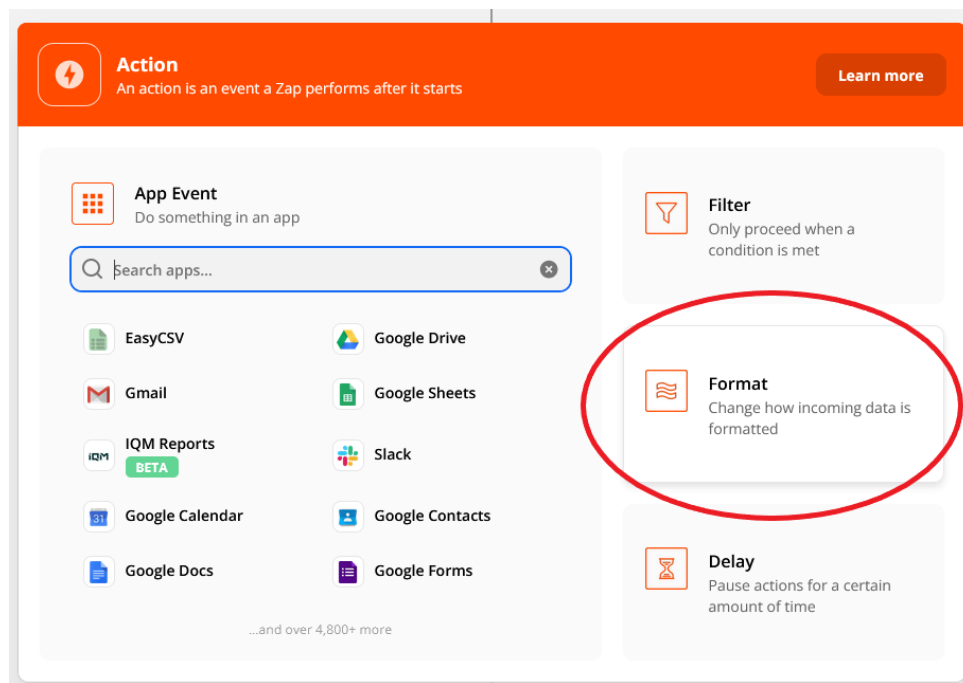 Action
An action is an event a Zap performs after it starts
Learn more
App Event
Do something in an app
Search apps...
EasyCSV
Google Drive
Gmail
Google Sheets
iQM
IQM Reports
BETA
Slack
31
Google Calendar
Google Contacts
Google Docs
Google Forms
...and over 4,800+ more
Filter
Only proceed when a
condition is met
Format
Change how incoming data is
formatted
Delay
Pause actions for a certain
amount of time